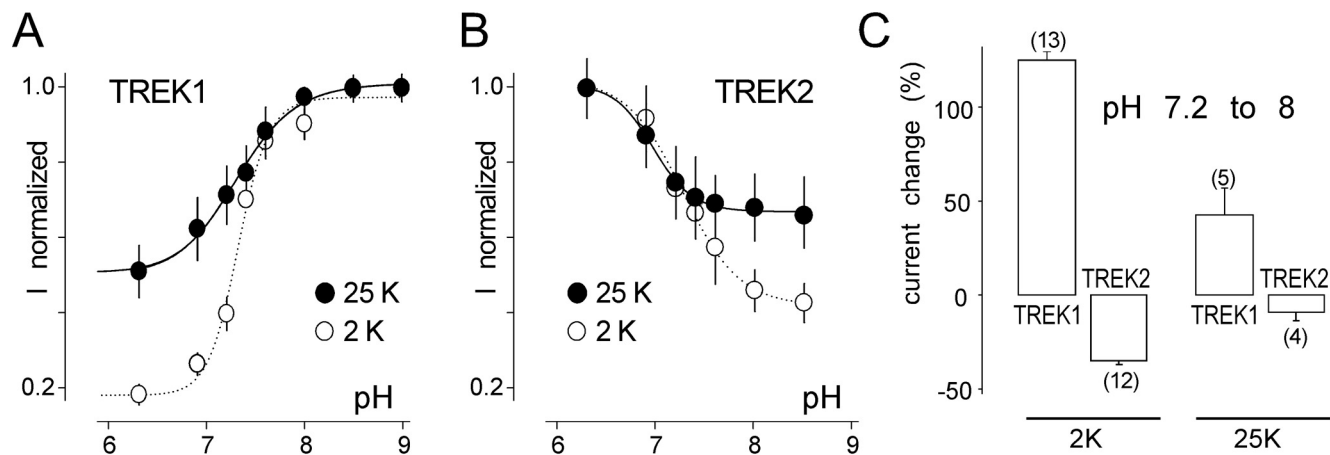 A
TREK1
1.0
0.2
I normalized
25 K
2 K
pH
6 7 8 9
B
TREK2
1.0
0.2
I normalized
25 K
2 K
pH
6 7 8 9
C
current change (%)
100
50
0
-50
pH 7.2 to 8
(13)
TREK1
TREK2
(12)
(5)
TREK1
TREK2
(4)
2K
25K